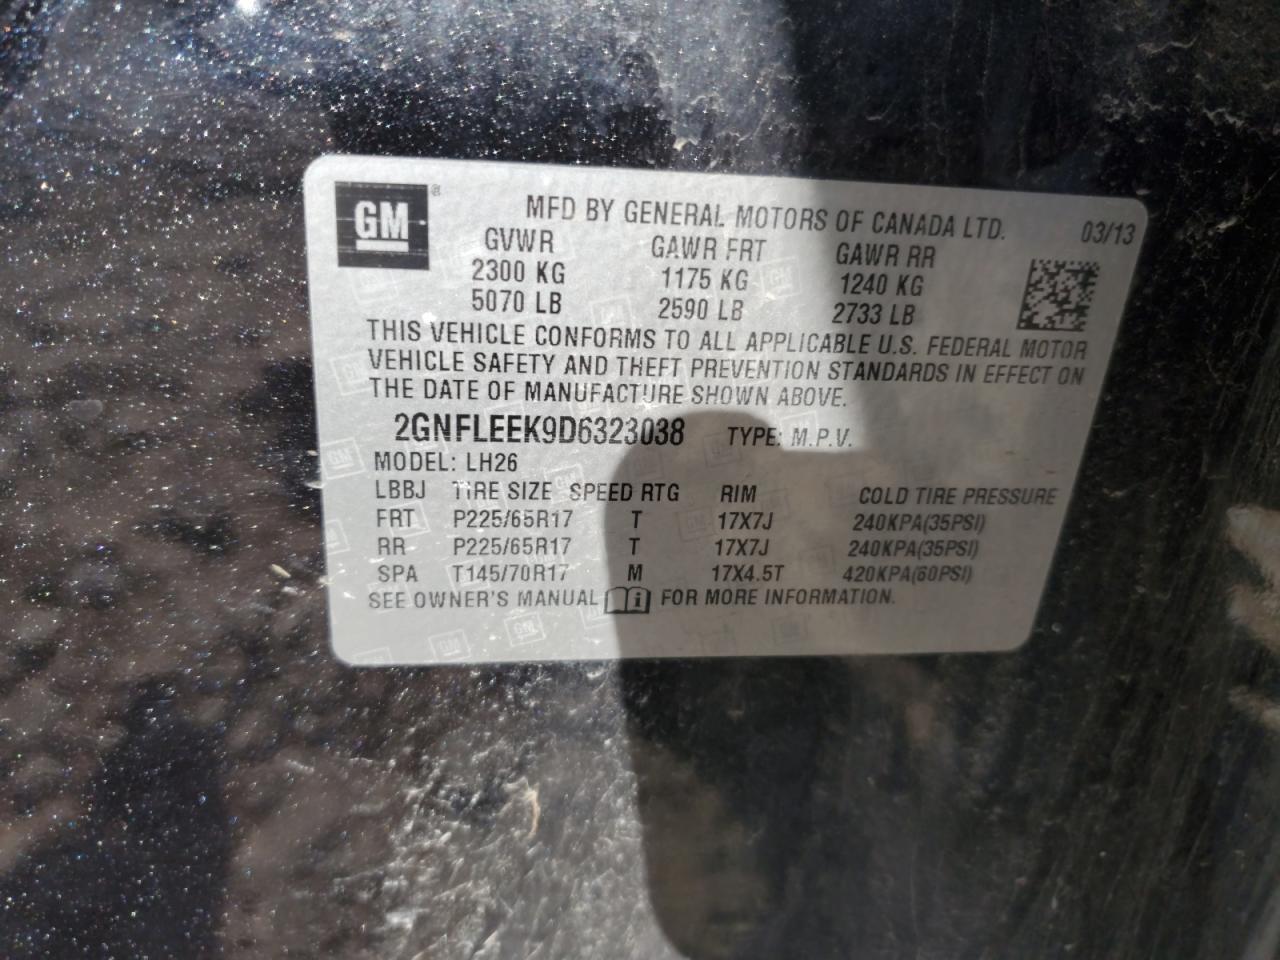 GM® MFD BY GENERAL MOTORS OF CANADA LTD. 03/13
GVWR GAWR FRT GAWR RR
2300 KG 1175 KG 1240 KG
5070 LB 2590 LB 2733 LB
THIS VEHICLE CONFORMS TO ALL APPLICABLE U.S. FEDERAL MOTOR
VEHICLE SAFETY AND THEFT PREVENTION STANDARDS IN EFFECT ON
THE DATE OF MANUFACTURE SHOWN ABOVE.
2GNFLEEK9D6323038 TYPE: M.P.V.
MODEL: LH26
LBBJ TIRE SIZE SPEED RTG RIM COLD TIRE PRESSURE
FRT P225/65R17 T 17X7J 240KPA(35PSI)
RR P225/65R17 T 17X7J 240KPA(35PSI)
SPA T145/70R17 M 17X4.5T 420KPA(60PSI)
SEE OWNER'S MANUAL i FOR MORE INFORMATION.